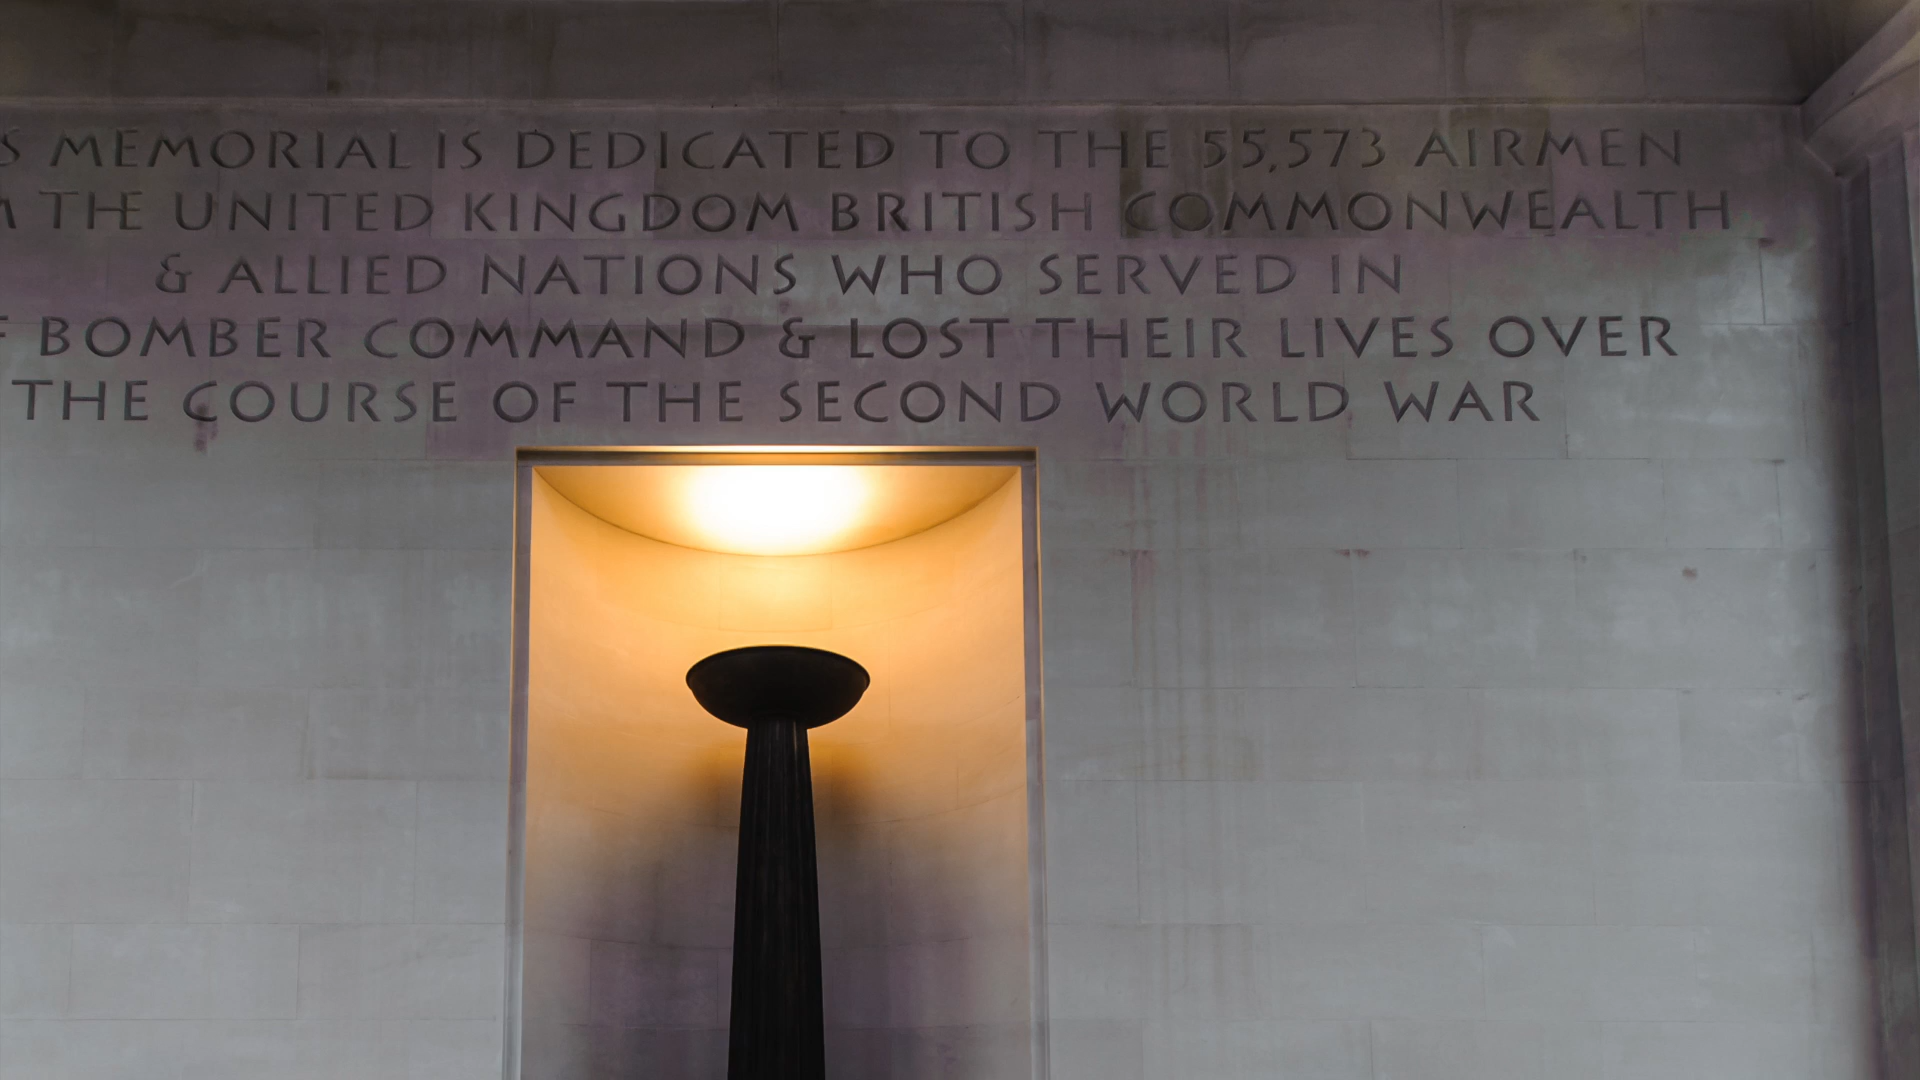 S MEMORIAL IS DEDICATED TO THE 55,573 AIRMEN
M THE UNITED KINGDOM BRITISH COMMONWEALTH
& ALLIED NATIONS WHO SERVED IN
F BOMBER COMMAND & LOST THEIR LIVES OVER
THE COURSE OF THE SECOND WORLD WAR